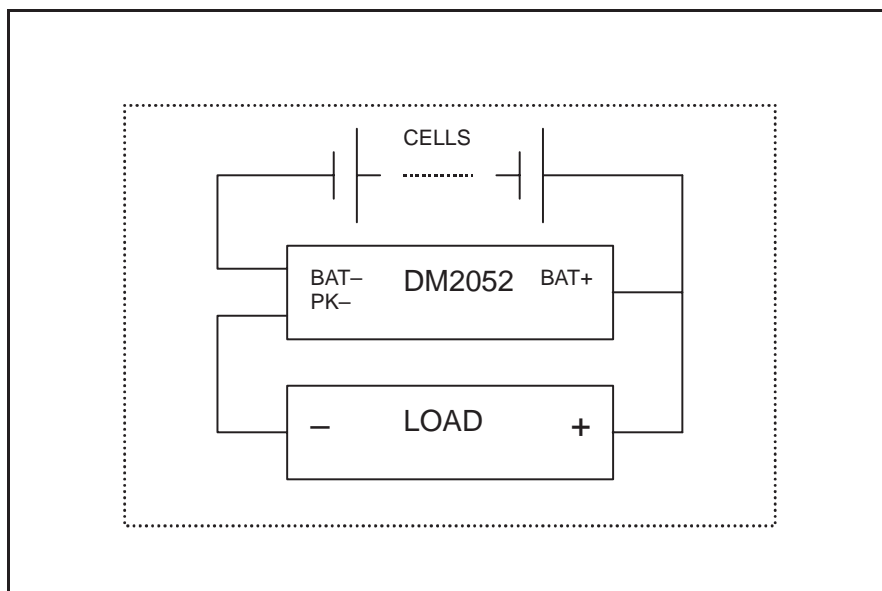 CELLS
BAT– DM2052 BAT+
PK–
– LOAD +